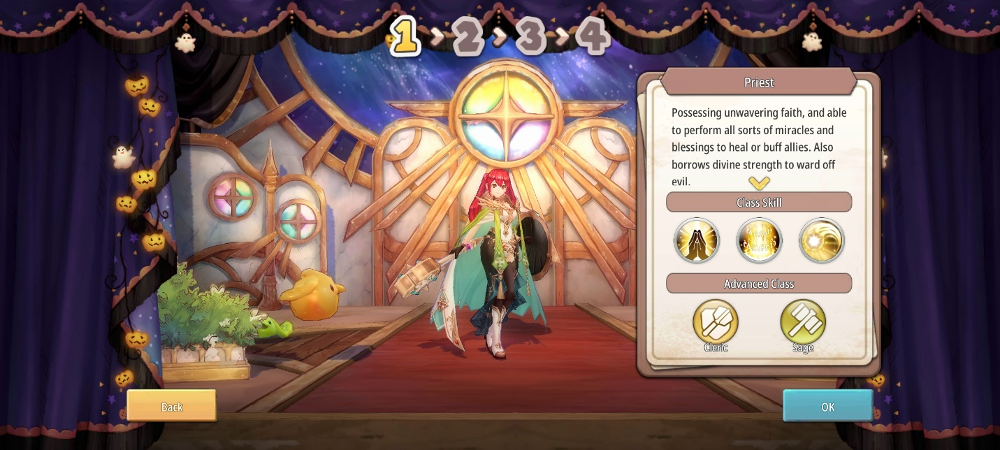 1 2 3 4
Priest
Possessing unwavering faith, and able
to perform all sorts of miracles and
blessings to heal or buff allies. Also
borrows divine strength to ward off
evil.
Class Skill
Advanced Class
Cleric
Sage
Back
OK